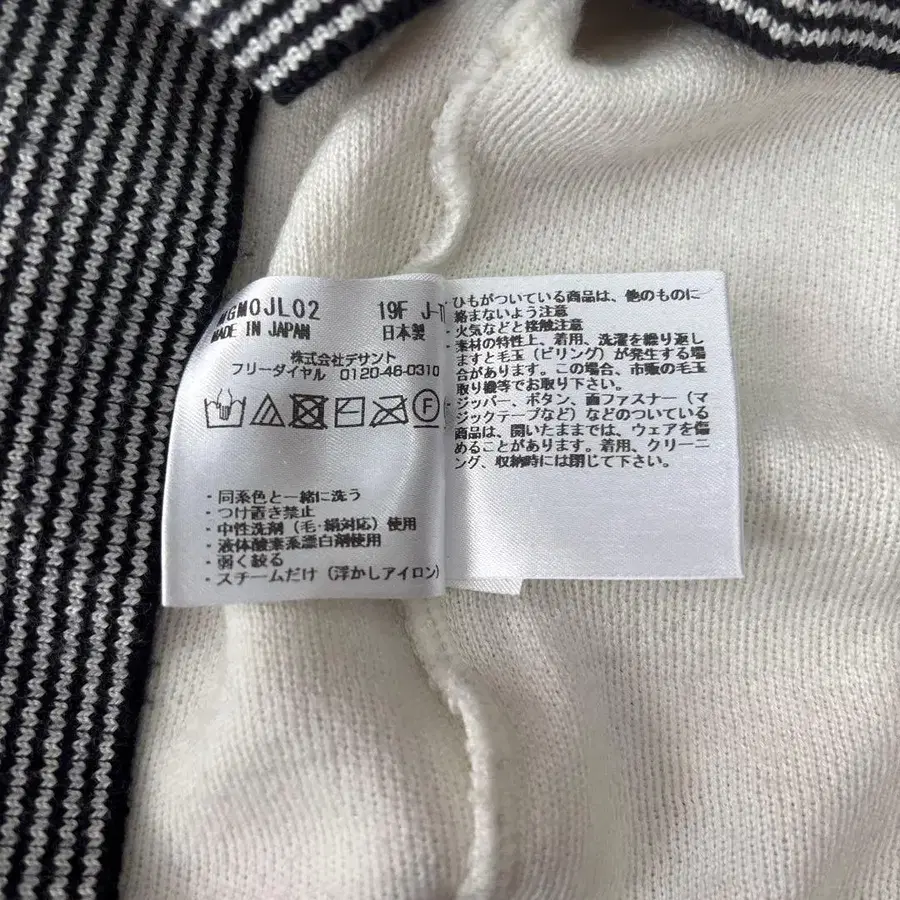 WGM0JL02 19F J-TI
MADE IN JAPAN 日本製
株式会社デサント
フリーダイヤル 0120-46-0310
F
・同系色と一緒に洗う
・つけ置き禁止
・中性洗剤（毛・絹対応）使用
・液体酸素系漂白剤使用
・弱く絞る
・スチームだけ（浮かしアイロン）
・ひもがついている商品は、他のものに
絡まないよう注意
・火気などと接触注意
・素材の特性上、着用、洗濯を繰り返し
ますと毛玉（ピリング）が発生する場
合があります。この場合、市販の毛玉
取り機等でお取り下さい。
・ジッパー、ボタン、面ファスナー（マ
ジックテープなど）などのついている
商品は、開いたままでは、ウェアを傷
めることがあります。着用、クリーニ
ング、収納時には閉じて下さい。